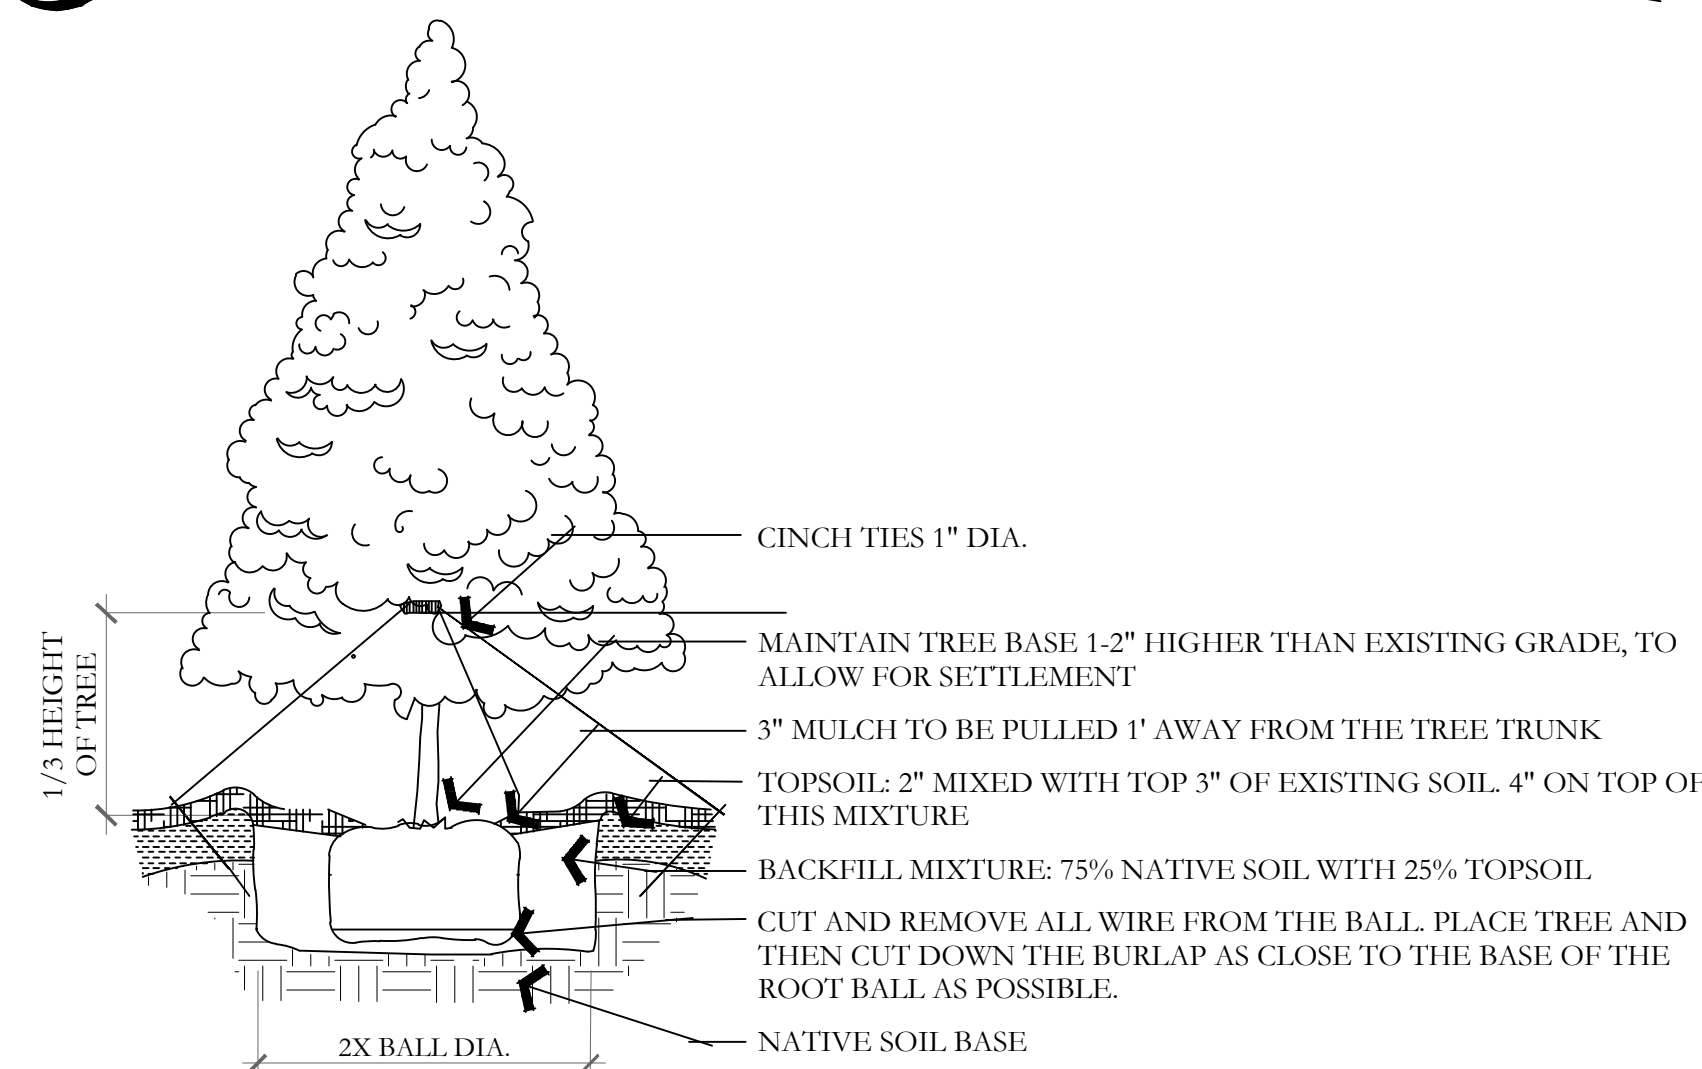 CINCH TIES 1" DIA.
MAINTAIN TREE BASE 1-2" HIGHER THAN EXISTING GRADE, TO
ALLOW FOR SETTLEMENT
3" MULCH TO BE PULLED 1' AWAY FROM THE TREE TRUNK
TOPSOIL: 2" MIXED WITH TOP 3" OF EXISTING SOIL. 4" ON TOP OF
THIS MIXTURE
BACKFILL MIXTURE: 75% NATIVE SOIL WITH 25% TOPSOIL
CUT AND REMOVE ALL WIRE FROM THE BALL. PLACE TREE AND
THEN CUT DOWN THE BURLAP AS CLOSE TO THE BASE OF THE
ROOT BALL AS POSSIBLE.
NATIVE SOIL BASE
1/3 HEIGHT
OF TREE
2X BALL DIA.